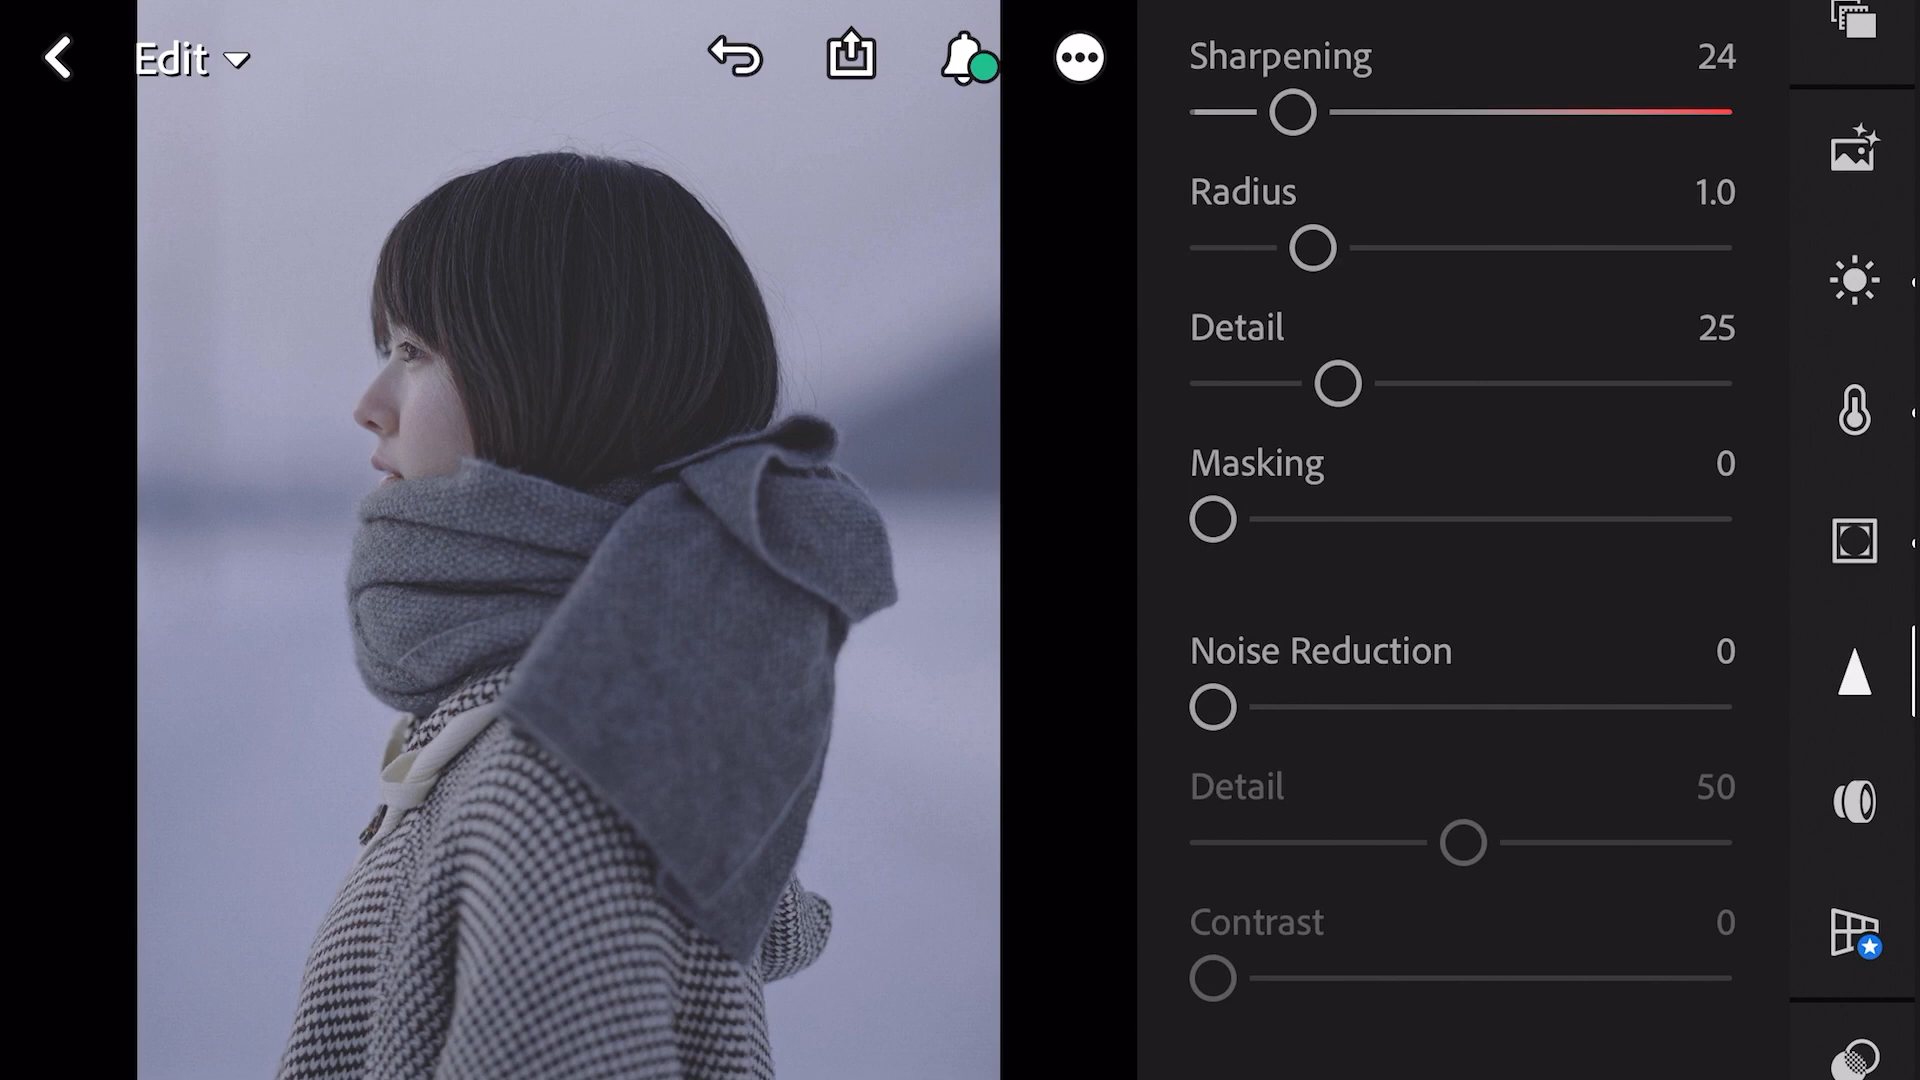 Edit
Sharpening 24
Radius 1.0
Detail 25
Masking 0
Noise Reduction 0
Detail 50
Contrast 0